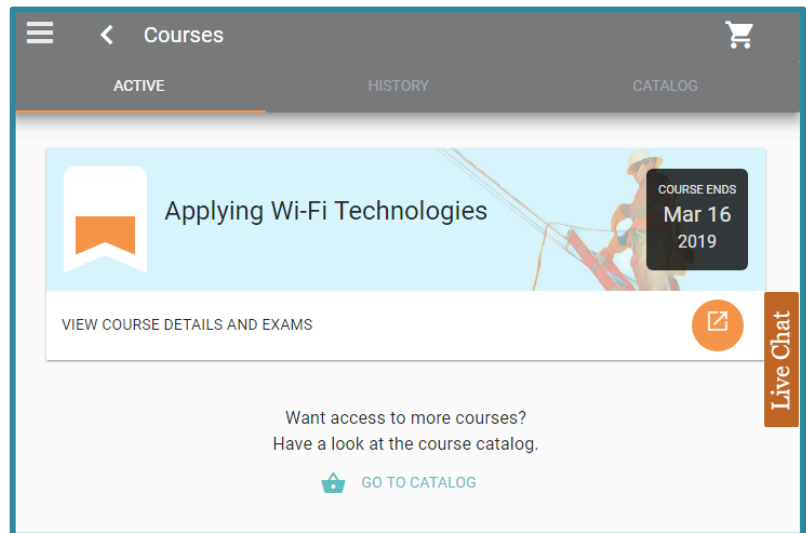 Courses
ACTIVE HISTORY CATALOG
Applying Wi-Fi Technologies
COURSE ENDS
Mar 16
2019
VIEW COURSE DETAILS AND EXAMS
Live Chat
Want access to more courses?
Have a look at the course catalog.
GO TO CATALOG